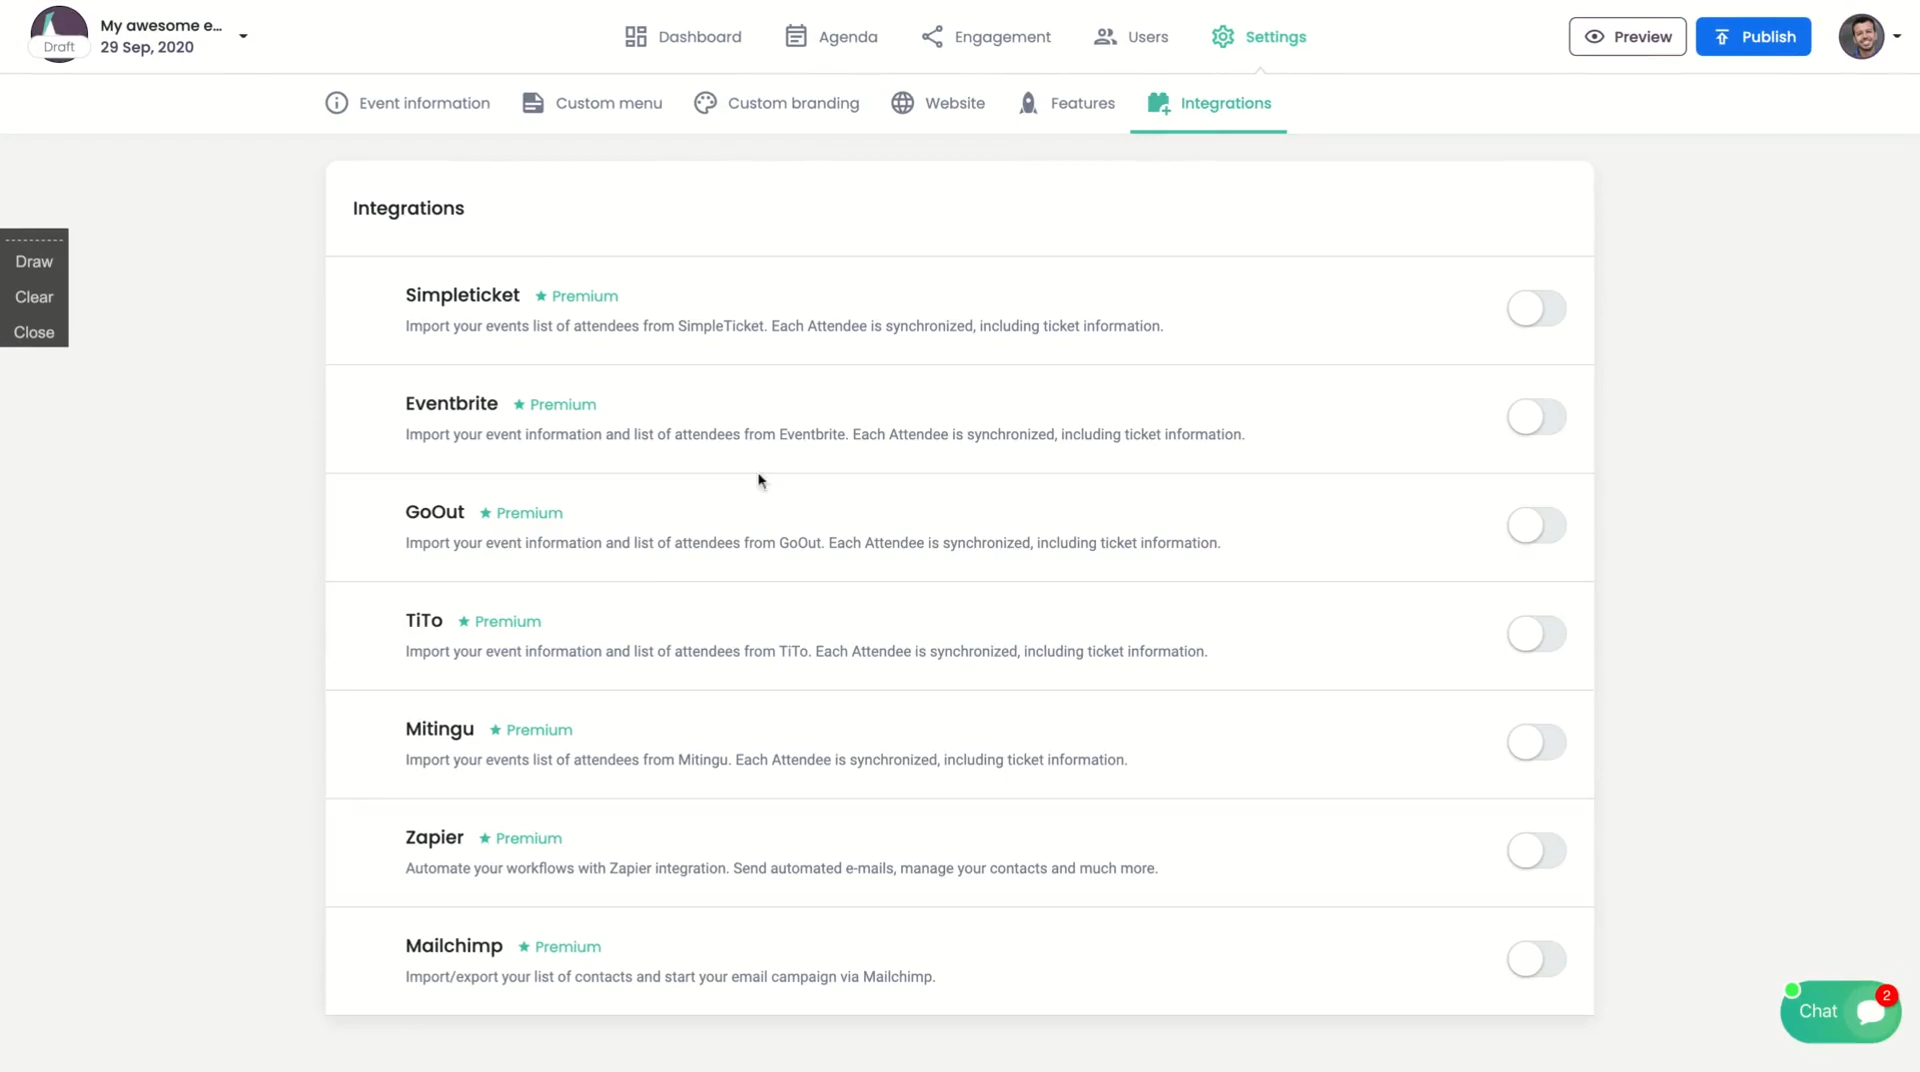 My awesome e...
Draft
29 Sep, 2020
Dashboard
Agenda
Engagement
Users
Settings
Preview
Publish
Event information
Custom menu
Custom branding
Website
Features
Integrations
Draw
Clear
Close
Integrations
Simpleticket ★ Premium
Import your events list of attendees from SimpleTicket. Each Attendee is synchronized, including ticket information.
Eventbrite ★ Premium
Import your event information and list of attendees from Eventbrite. Each Attendee is synchronized, including ticket information.
GoOut ★ Premium
Import your event information and list of attendees from GoOut. Each Attendee is synchronized, including ticket information.
TiTo ★ Premium
Import your event information and list of attendees from TiTo. Each Attendee is synchronized, including ticket information.
Mitingu ★ Premium
Import your events list of attendees from Mitingu. Each Attendee is synchronized, including ticket information.
Zapier ★ Premium
Automate your workflows with Zapier integration. Send automated e-mails, manage your contacts and much more.
Mailchimp ★ Premium
Import/export your list of contacts and start your email campaign via Mailchimp.
Chat
2